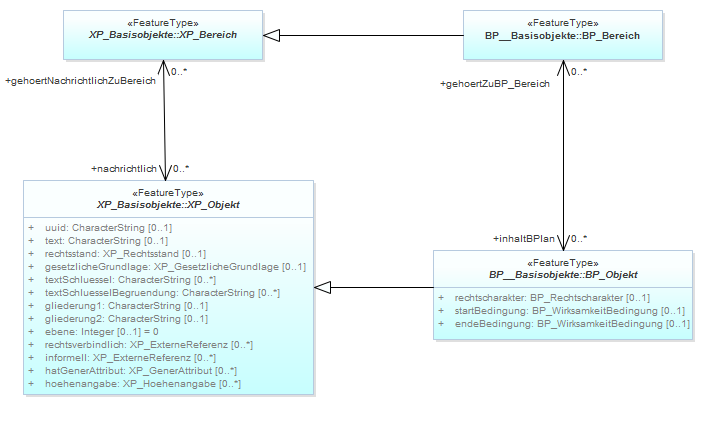 «FeatureType»
XP_Basisobjekte::XP_Bereich
«FeatureType»
BP__Basisobjekte::BP_Bereich
+gehoertNachrichtlichZuBereich
0..*
+gehoertZuBP_Bereich
0..*
+nachrichtlich
0..*
«FeatureType»
XP_Basisobjekte::XP_Objekt
+ uuid: CharacterString [0..1]
+ text: CharacterString [0..1]
+ rechtsstand: XP_Rechtsstand [0..1]
+ gesetzlicheGrundlage: XP_GesetzlicheGrundlage [0..1]
+ textSchluessel: CharacterString [0..*]
+ textSchluesselBegruendung: CharacterString [0..*]
+ gliederung1: CharacterString [0..1]
+ gliederung2: CharacterString [0..1]
+ ebene: Integer [0..1] = 0
+ rechtsverbindlich: XP_ExterneReferenz [0..*]
+ informell: XP_ExterneReferenz [0..*]
+ hatGenerAttribut: XP_GenerAttribut [0..*]
+ hoehenangabe: XP_Hoehenangabe [0..*]
+inhaltBPlan
0..*
«FeatureType»
BP__Basisobjekte::BP_Objekt
+ rechtscharakter: BP_Rechtscharakter [0..1]
+ startBedingung: BP_WirksamkeitBedingung [0..1]
+ endeBedingung: BP_WirksamkeitBedingung [0..1]